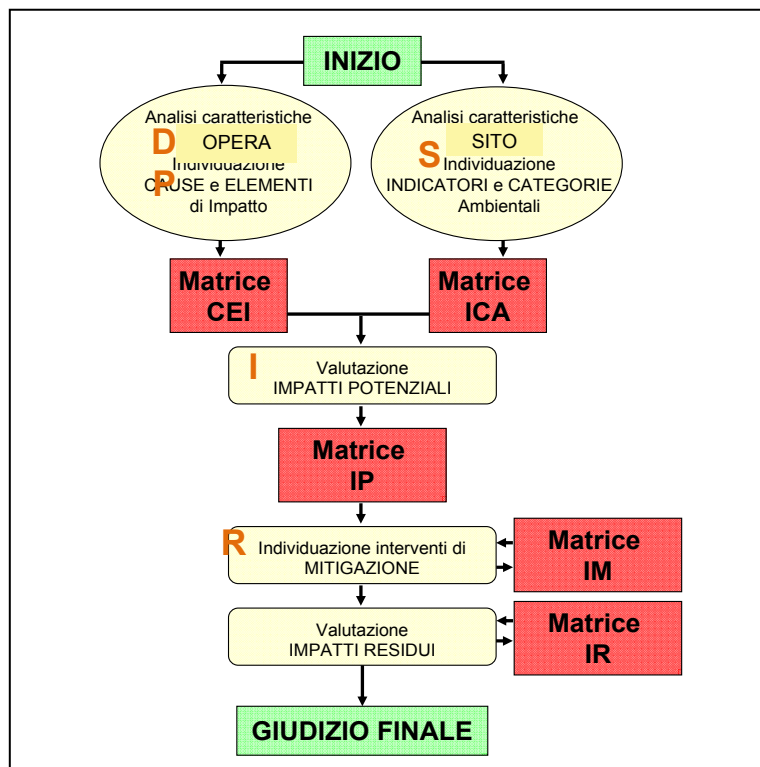 INIZIO
Analisi caratteristiche
D OPERA
Individuazione
P CAUSE e ELEMENTI
di Impatto
Analisi caratteristiche
SITO
S Individuazione
INDICATORI e CATEGORIE
Ambientali
Matrice
CEI
Matrice
ICA
I Valutazione
IMPATTI POTENZIALI
Matrice
IP
R Individuazione interventi di
MITIGAZIONE
Matrice
IM
Valutazione
IMPATTI RESIDUI
Matrice
IR
GIUDIZIO FINALE